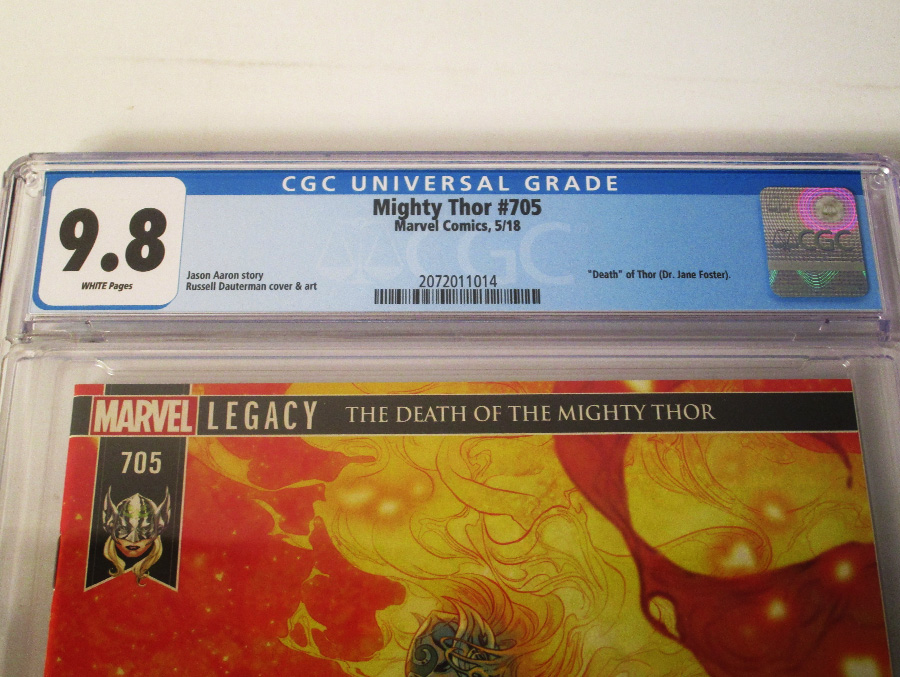 CGC UNIVERSAL GRADE
9.8
WHITE Pages
Mighty Thor #705
Marvel Comics, 5/18
CGC
Jason Aaron story
Russell Dauterman cover & art
2072011014
"Death" of Thor (Dr. Jane Foster).
CGC
MARVEL LEGACY THE DEATH OF THE MIGHTY THOR
705